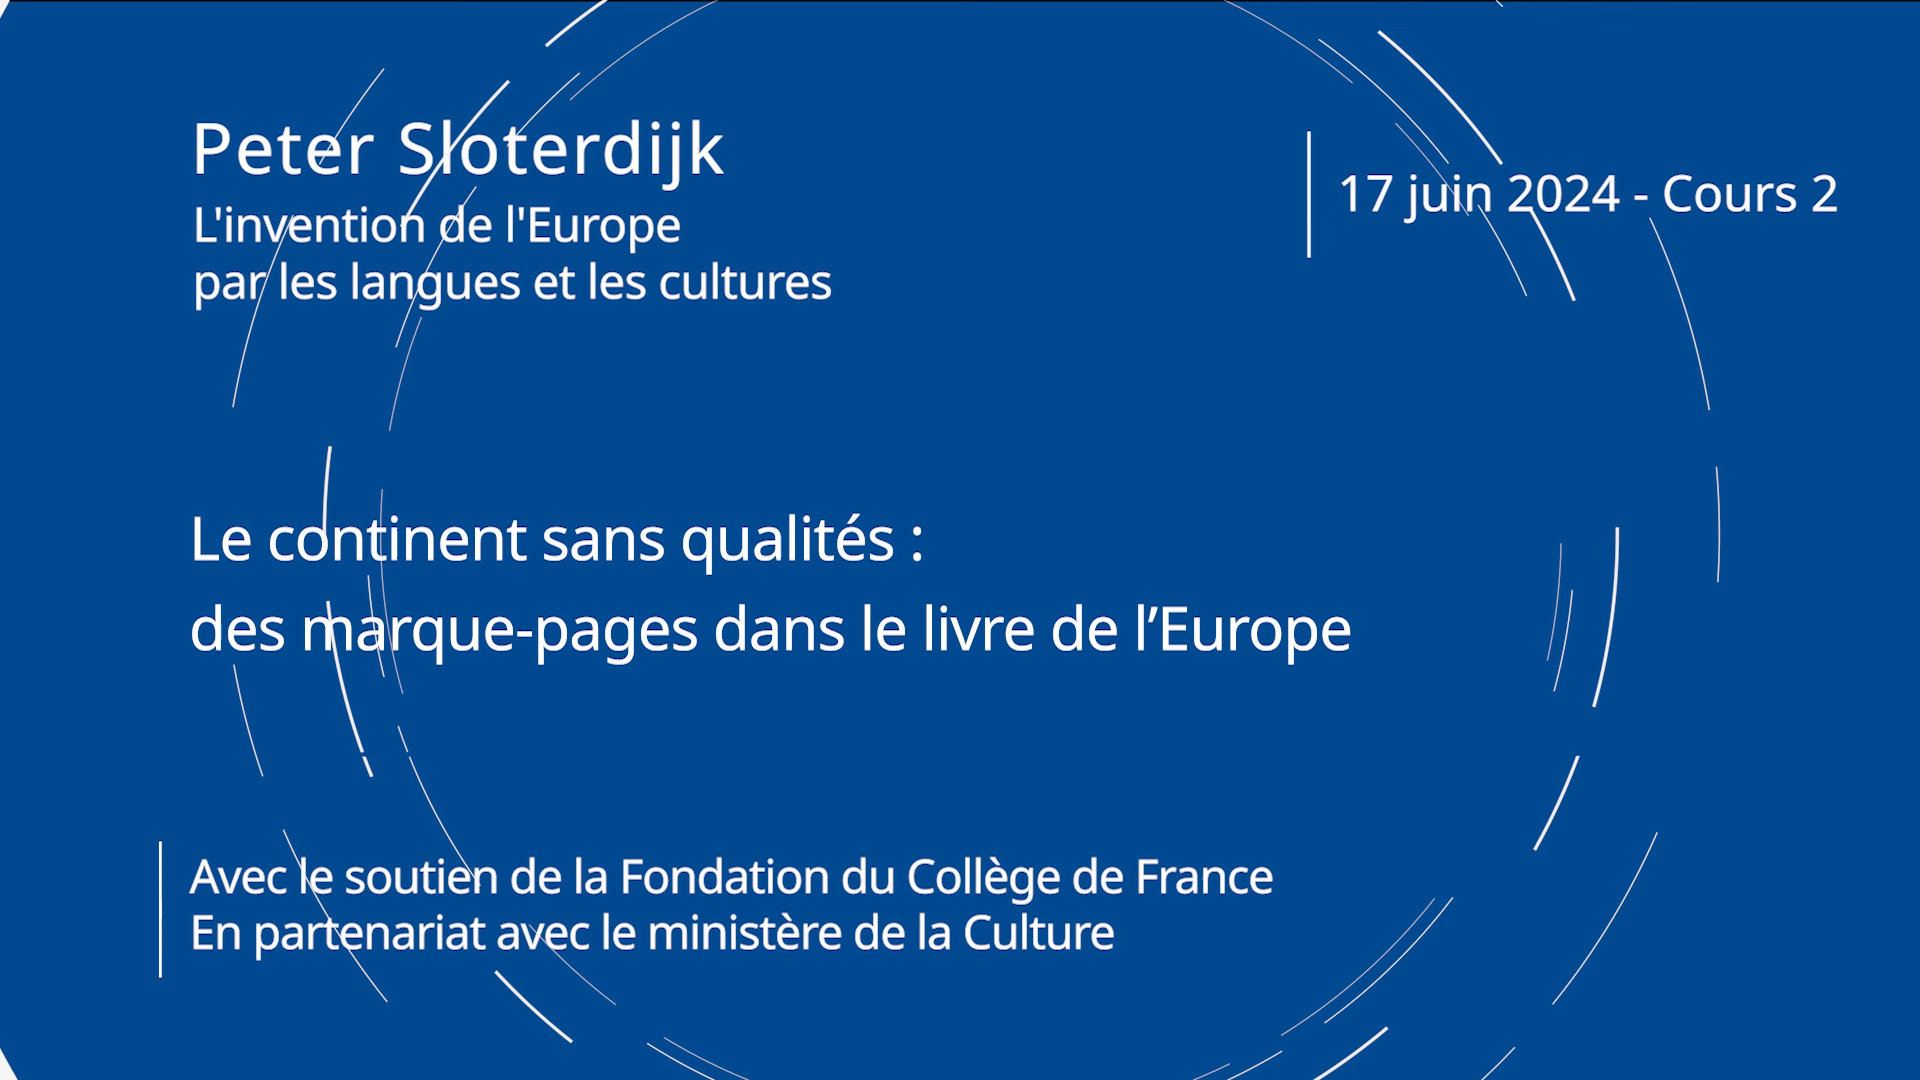 Peter Sloterdijk
L'invention de l'Europe
par les langues et les cultures
17 juin 2024 - Cours 2
Le continent sans qualités :
des marque-pages dans le livre de l’Europe
Avec le soutien de la Fondation du Collège de France
En partenariat avec le ministère de la Culture